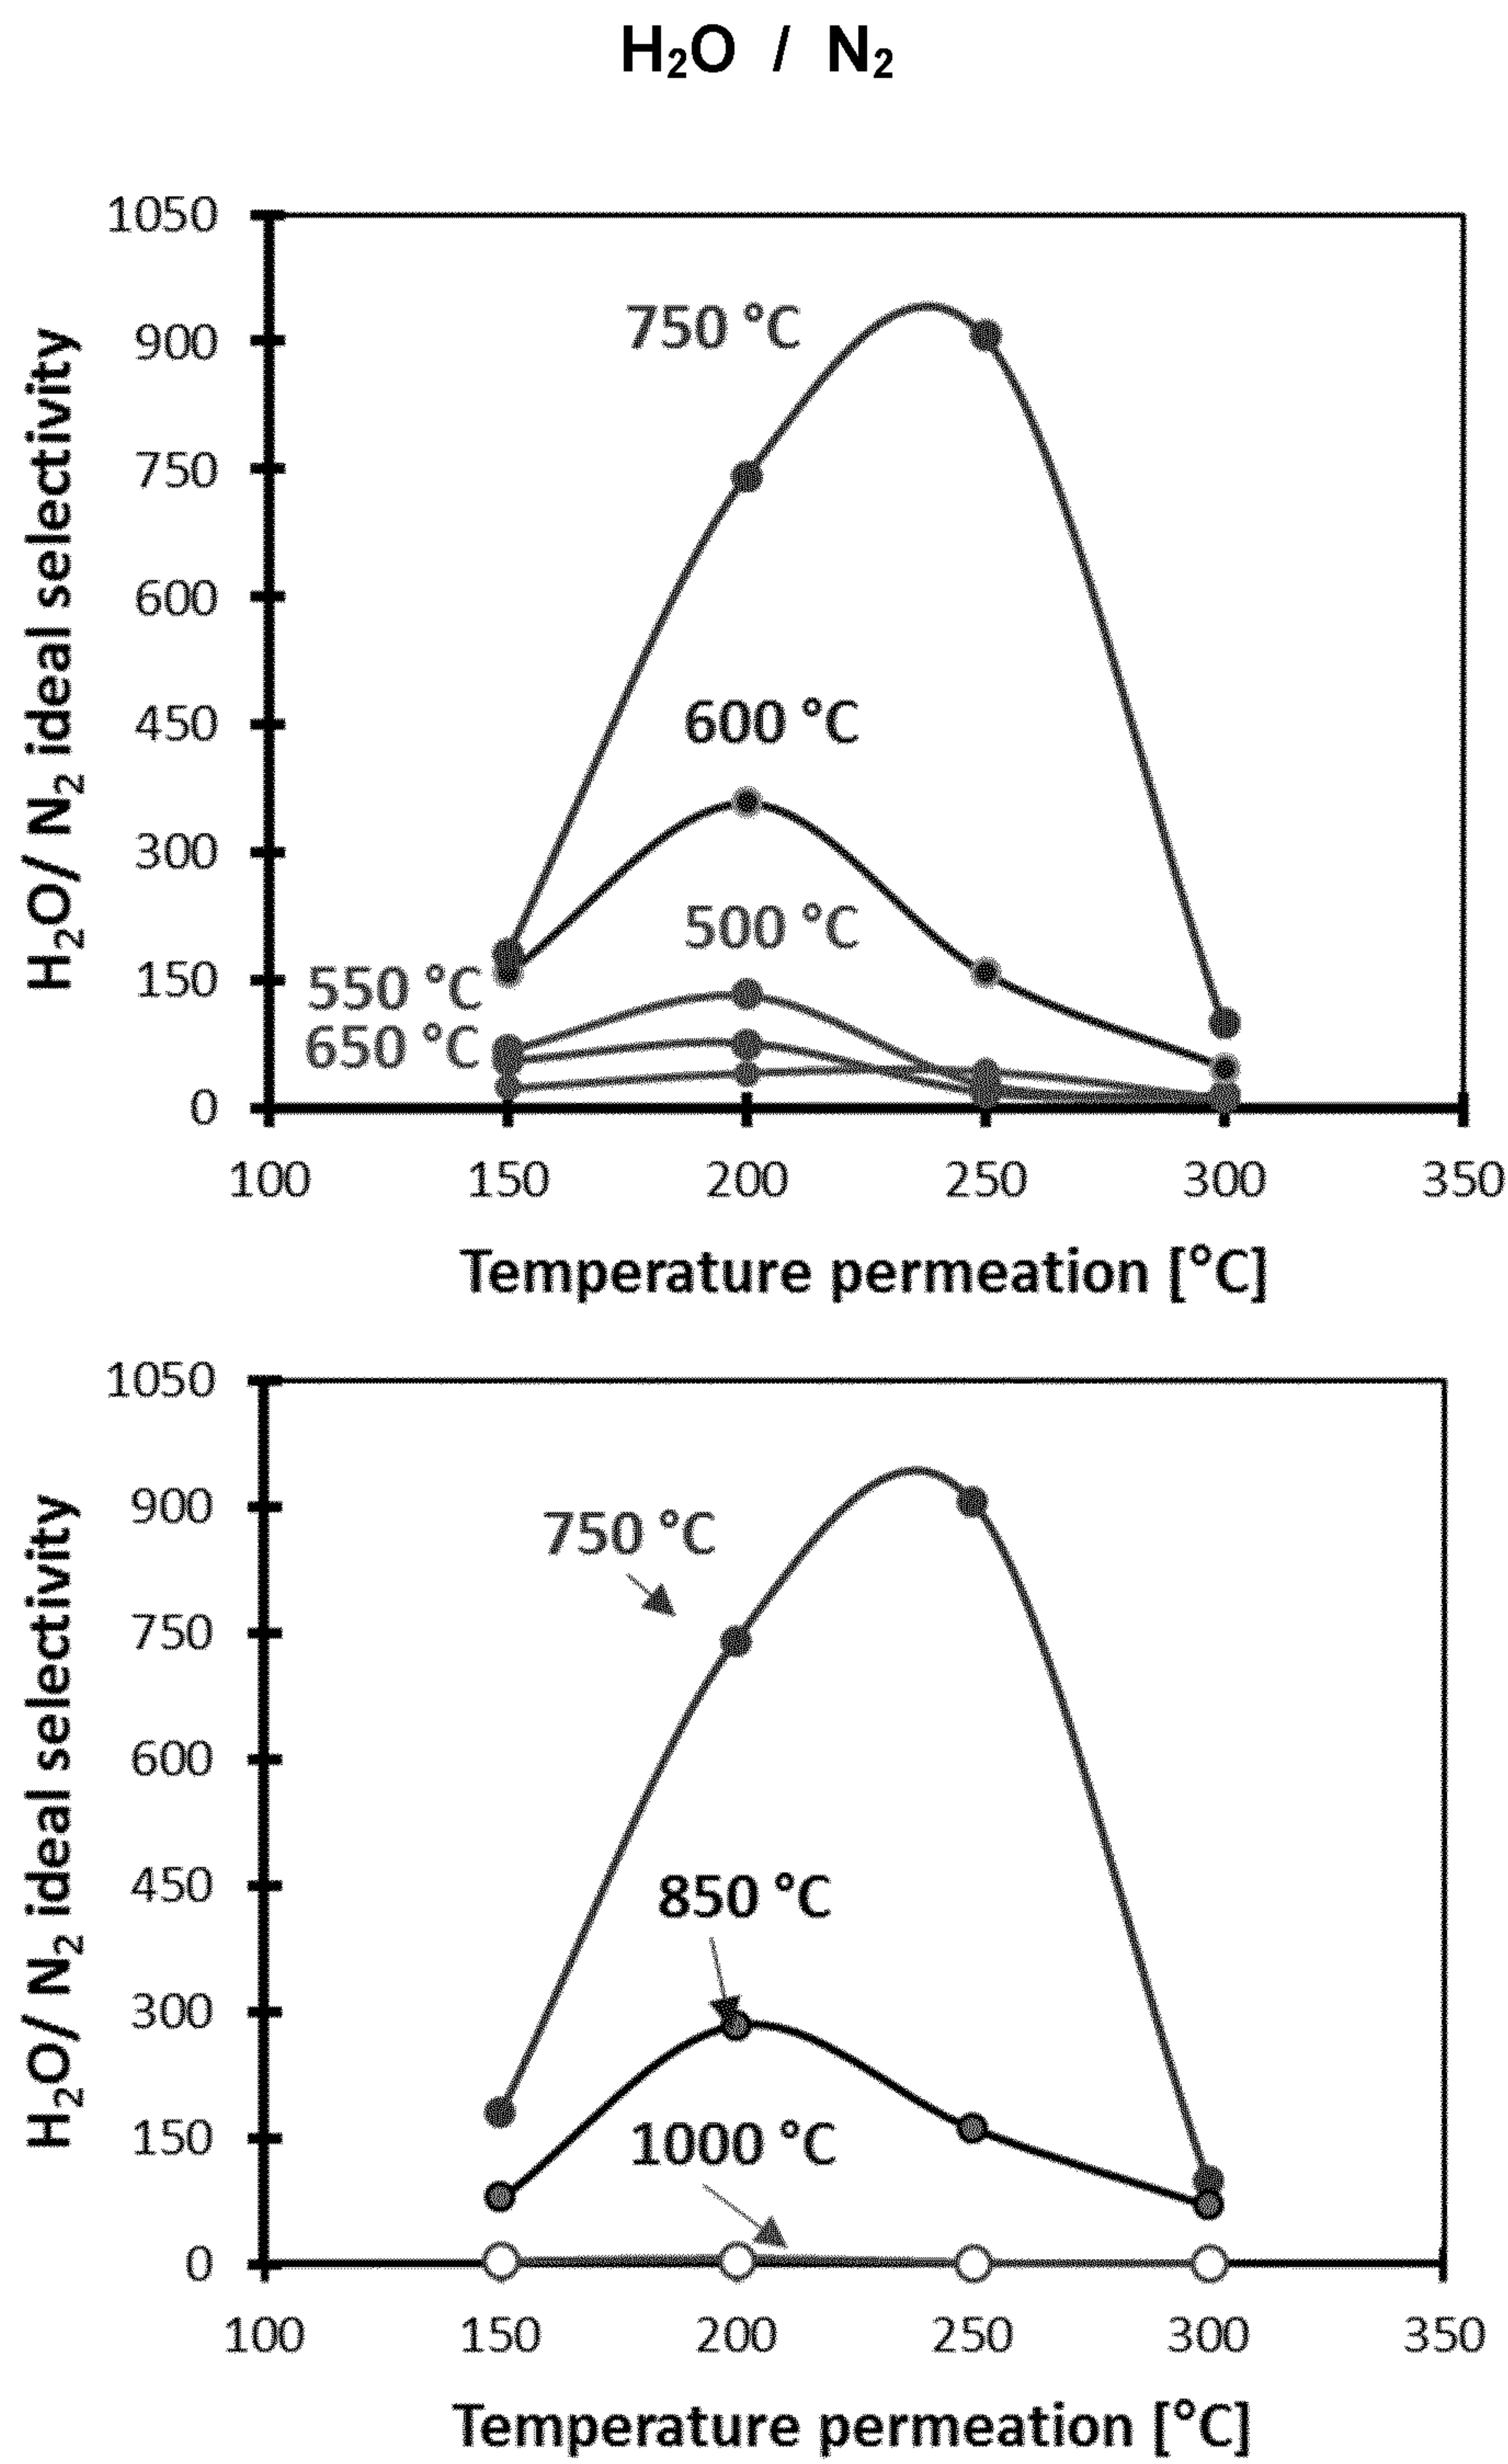 H₂O / N₂
1050
900
750
600
450
300
150
0
H₂O/ N₂ ideal selectivity
750 °C
600 °C
500 °C
550 °C
650 °C
100 150 200 250 300 350
Temperature permeation [°C]
1050
900
750
600
450
300
150
0
H₂O/ N₂ ideal selectivity
750 °C
850 °C
1000 °C
100 150 200 250 300 350
Temperature permeation [°C]